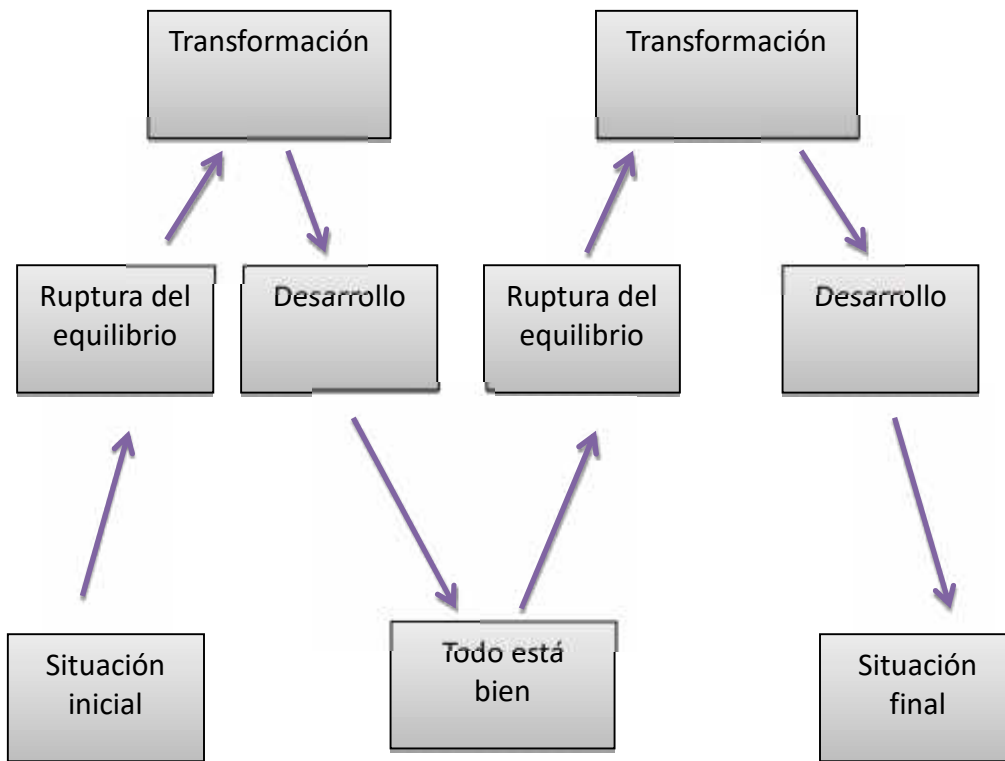 Transformación
Transformación
Ruptura del
equilibrio
Desarrollo
Ruptura del
equilibrio
Desarrollo
Situación
inicial
Todo está
bien
Situación
final